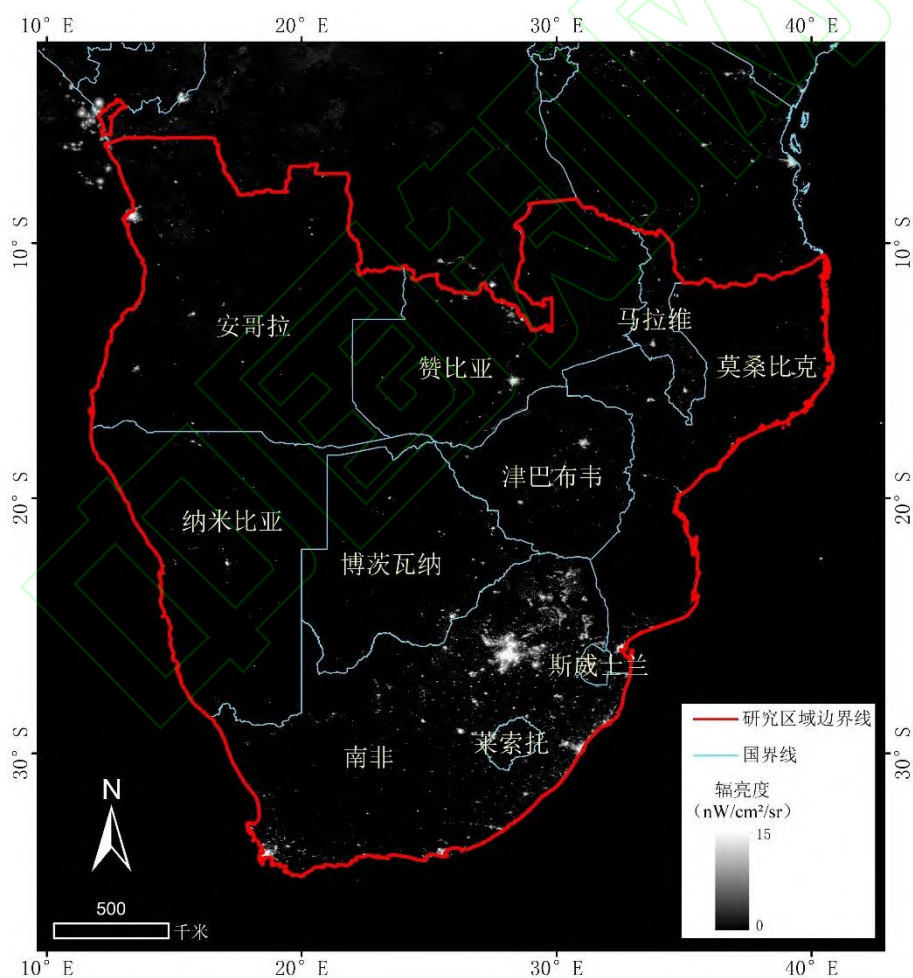 10° E
20° E
30° E
40° E
10° S
10° S
安哥拉
赞比亚
马拉维
莫桑比克
津巴布韦
20° S
20° S
纳米比亚
博茨瓦纳
斯威士兰
莱索托
南非
30° S
30° S
研究区域边界线
国界线
辐亮度
（nW/cm²/sr）
15
0
N
500
千米
10° E
20° E
30° E
40° E